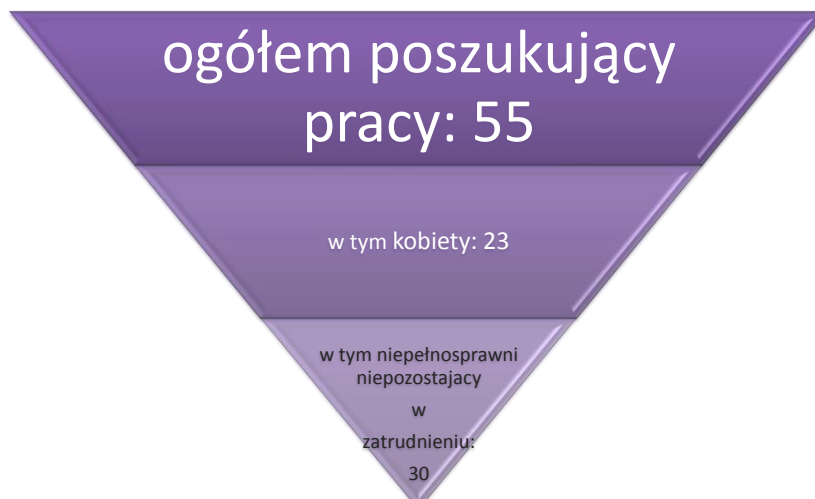 ogółem poszukujący
pracy: 55
w tym kobiety: 23
w tym niepełnosprawni
niepozostajacy
w
zatrudnieniu:
30